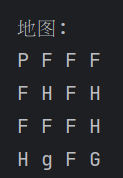 地图:
P F F F
F H F H
F F F H
H g F G